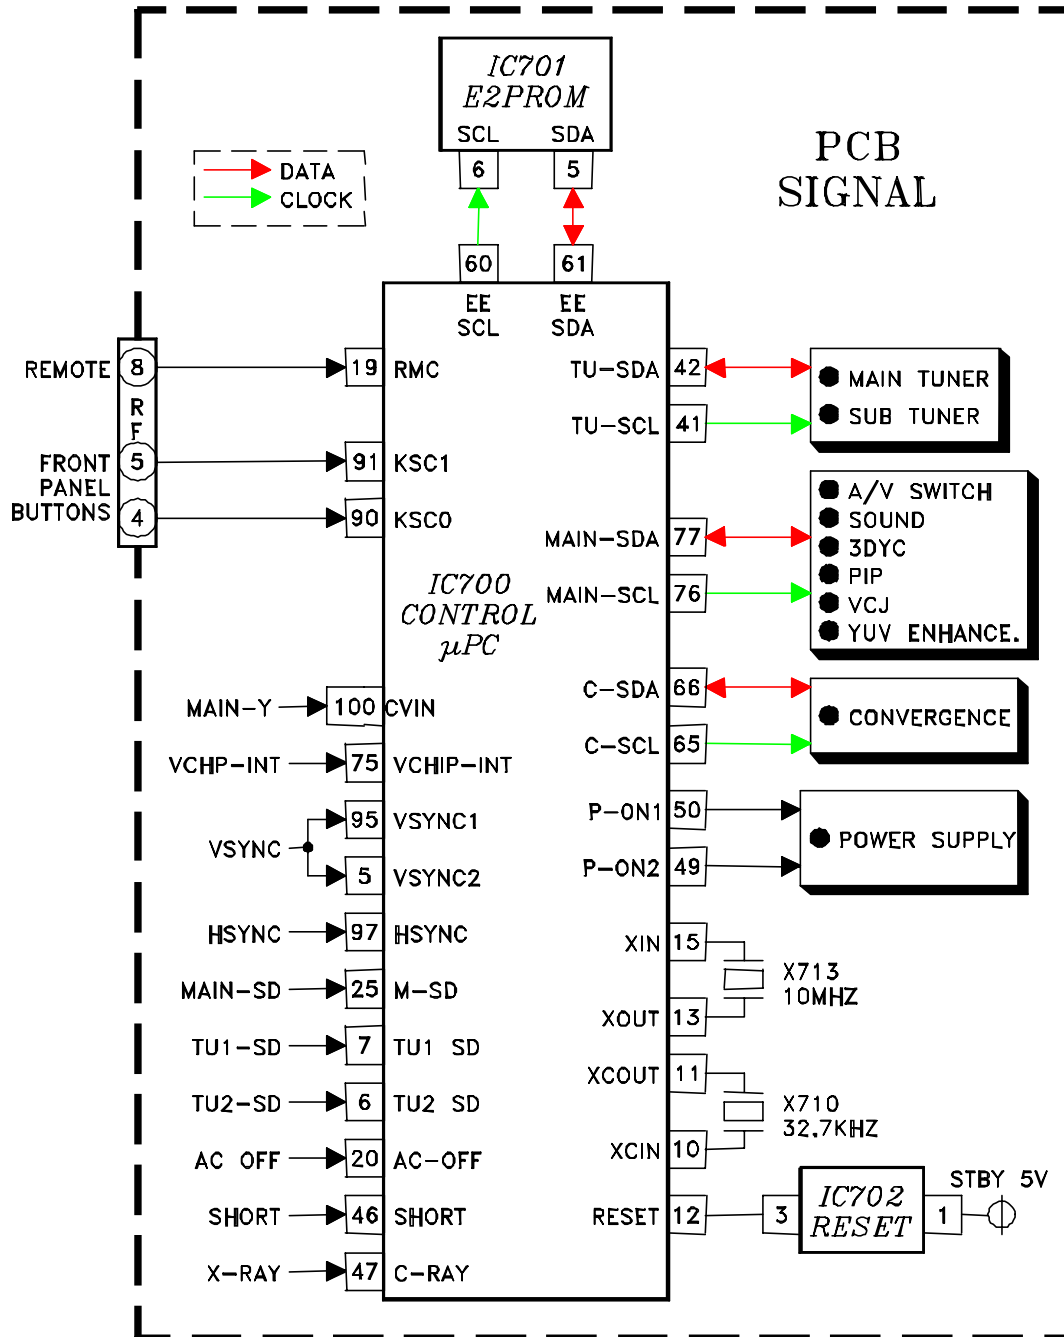 IC701
E2PROM
SCL SDA
6 5
PCB
SIGNAL
DATA
CLOCK
60 61
EE EE
SCL SDA
REMOTE 8 19 RMC
TU-SDA 42
MAIN TUNER
SUB TUNER
R
F
TU-SCL 41
FRONT
PANEL
BUTTONS
5 91 KSC1
4 90 KSC0
A/V SWITCH
SOUND
3DYC
PIP
VCJ
YUV ENHANCE.
MAIN-SDA 77
MAIN-SCL 76
IC700
CONTROL
µPC
C-SDA 66
C-SCL 65
CONVERGENCE
MAIN-Y 100 CVIN
VCHP-INT 75 VCHIP-INT
P-ON1 50
P-ON2 49
POWER SUPPLY
VSYNC
95 VSYNC1
5 VSYNC2
HSYNC 97 HSYNC
XIN 15
X713
10MHZ
XOUT 13
MAIN-SD 25 M-SD
TU1-SD 7 TU1 SD
XCOUT 11
X710
32.7KHZ
XCIN 10
TU2-SD 6 TU2 SD
AC OFF 20 AC-OFF
SHORT 46 SHORT
RESET 12
3
IC702
RESET
1
STBY 5V
X-RAY 47 C-RAY